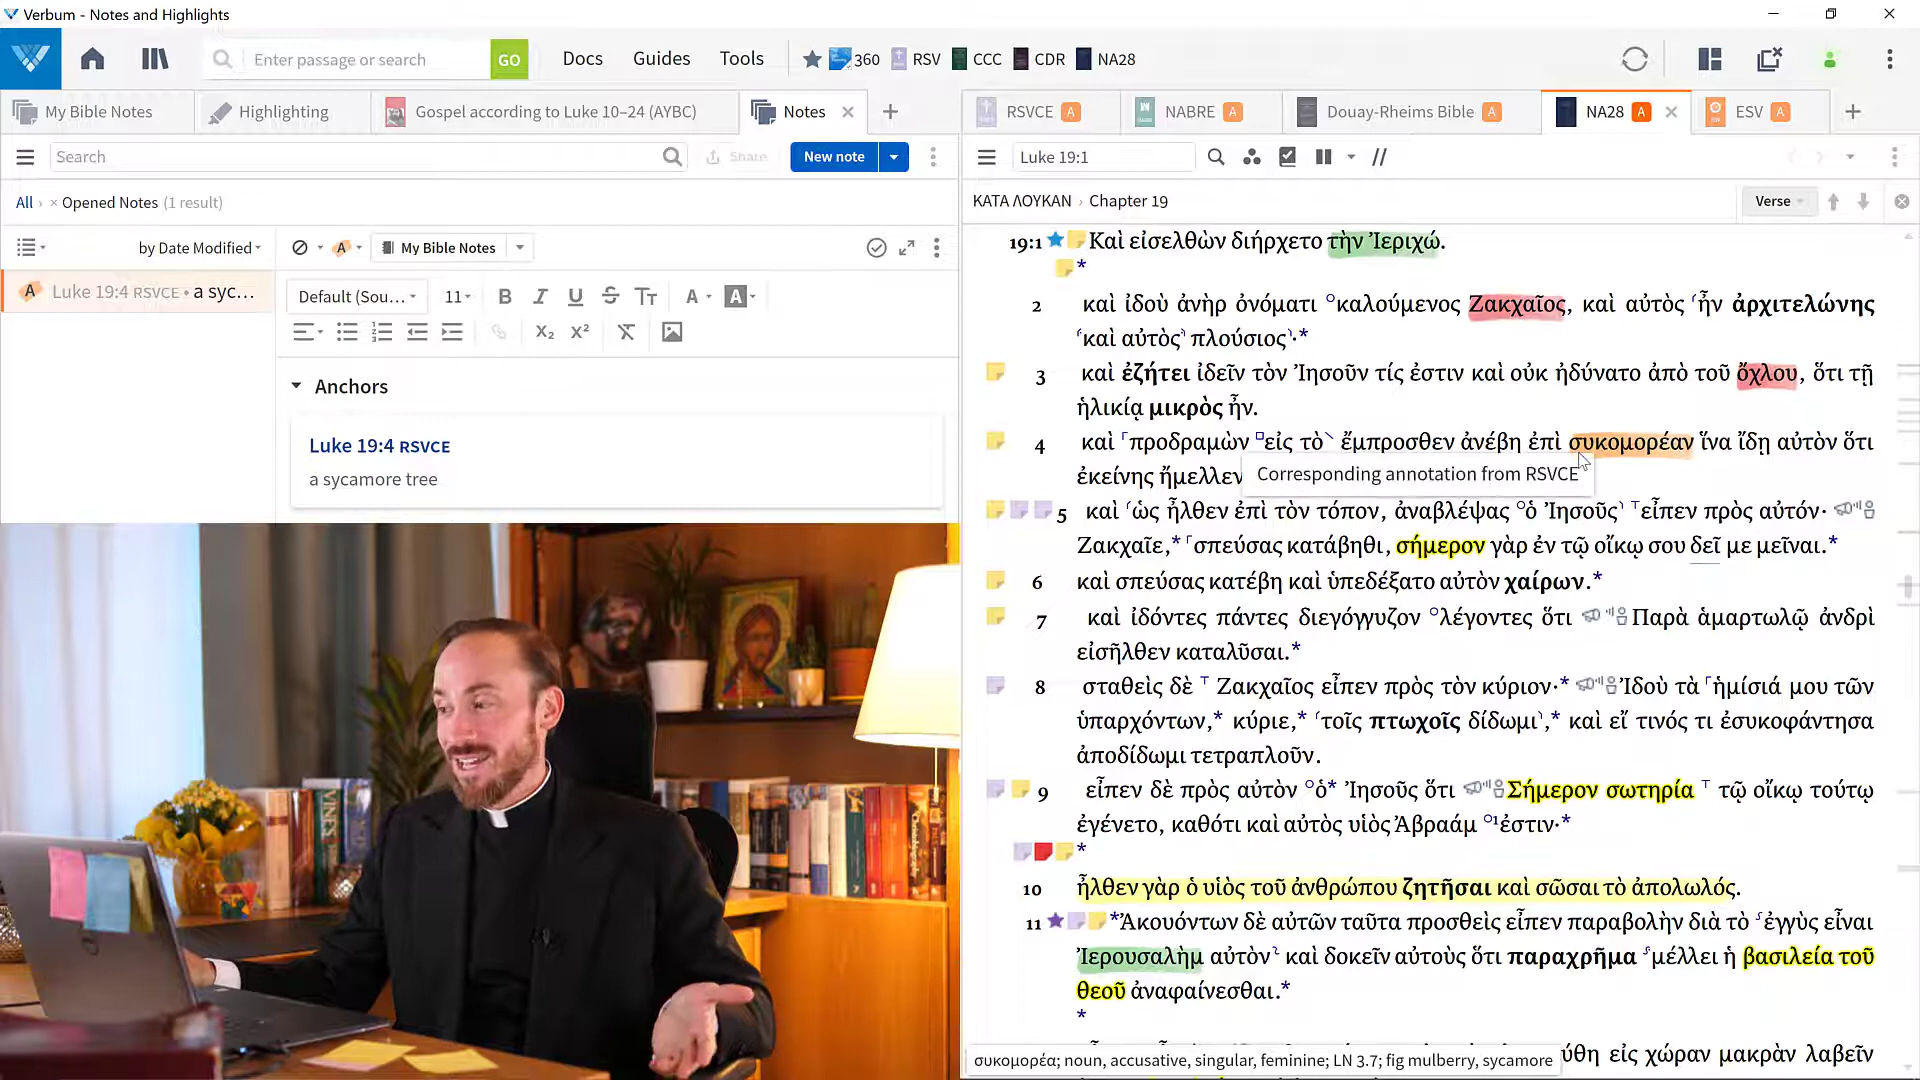 Verbum - Notes and Highlights
Enter passage or search
GO
Docs
Guides
Tools
360
RSV
CCC
CDR
NA28
My Bible Notes
Highlighting
Gospel according to Luke 10–24 (AYBC)
Notes
Search
Share
New note
All › × Opened Notes (1 result)
by Date Modified
My Bible Notes
A Luke 19:4 RSVCE • a syc...
Default (Sou...
11
B I U S Tт A A
X₂ X²
Anchors
Luke 19:4 RSVCE
a sycamore tree
RSVCE A
NABRE A
Douay-Rheims Bible A
NA28 A
ESV A
Luke 19:1
ΚΑΤΑ ΛΟΥΚΑΝ › Chapter 19
Verse
19:1 Καὶ εἰσελθὼν διήρχετο τὴν Ἰεριχώ.
*
2 καὶ ἰδοὺ ἀνὴρ ὀνόματι °καλούμενος Ζακχαῖος, καὶ αὐτὸς ⸂ἦν ἀρχιτελώνης
⸂καὶ αὐτὸς⸃ πλούσιος⸃·*
3 καὶ ἐζήτει ἰδεῖν τὸν Ἰησοῦν τίς ἐστιν καὶ οὐκ ἠδύνατο ἀπὸ τοῦ ὄχλου, ὅτι τῇ
ἡλικίᾳ μικρὸς ἦν.
4 καὶ ⸀προδραμὼν ⸋εἰς τὸ⸌ ἔμπροσθεν ἀνέβη ἐπὶ συκομορέαν ἵνα ἴδῃ αὐτὸν ὅτι
ἐκείνης ἤμελλεν
Corresponding annotation from RSVCE
5 καὶ ⸂ὡς ἦλθεν ἐπὶ τὸν τόπον, ἀναβλέψας °ὁ Ἰησοῦς⸃ ⸆εἶπεν πρὸς αὐτόν·
Ζακχαῖε,* ⸀σπεύσας κατάβηθι, σήμερον γὰρ ἐν τῷ οἴκῳ σου δεῖ με μεῖναι.*
6 καὶ σπεύσας κατέβη καὶ ὑπεδέξατο αὐτὸν χαίρων.*
7 καὶ ἰδόντες πάντες διεγόγγυζον °λέγοντες ὅτι Παρὰ ἁμαρτωλῷ ἀνδρὶ
εἰσῆλθεν καταλῦσαι.*
8 σταθεὶς δὲ ⸆ Ζακχαῖος εἶπεν πρὸς τὸν κύριον·* Ἰδοὺ τὰ ⸀ἡμίσιά μου τῶν
ὑπαρχόντων,* κύριε,* ⸂τοῖς πτωχοῖς δίδωμι⸃,* καὶ εἴ τινός τι ἐσυκοφάντησα
ἀποδίδωμι τετραπλοῦν.
9 εἶπεν δὲ πρὸς αὐτὸν °ὁ* Ἰησοῦς ὅτι Σήμερον σωτηρία ⸆ τῷ οἴκῳ τούτῳ
ἐγένετο, καθότι καὶ αὐτὸς υἱὸς Ἀβραάμ °¹ἐστιν·*
*
10 ἦλθεν γὰρ ὁ υἱὸς τοῦ ἀνθρώπου ζητῆσαι καὶ σῶσαι τὸ ἀπολωλός.
11 *Ἀκουόντων δὲ αὐτῶν ταῦτα προσθεὶς εἶπεν παραβολὴν διὰ τὸ ⸉ἐγγὺς εἶναι
Ἰερουσαλὴμ αὐτὸν⸊ καὶ δοκεῖν αὐτοὺς ὅτι παραχρῆμα ⸉μέλλει ἡ βασιλεία τοῦ
θεοῦ ἀναφαίνεσθαι.*
*
εἰς χώραν μακρὰν λαβεῖν
συκομορέα; noun, accusative, singular, feminine; LN 3.7; fig mulberry, sycamore